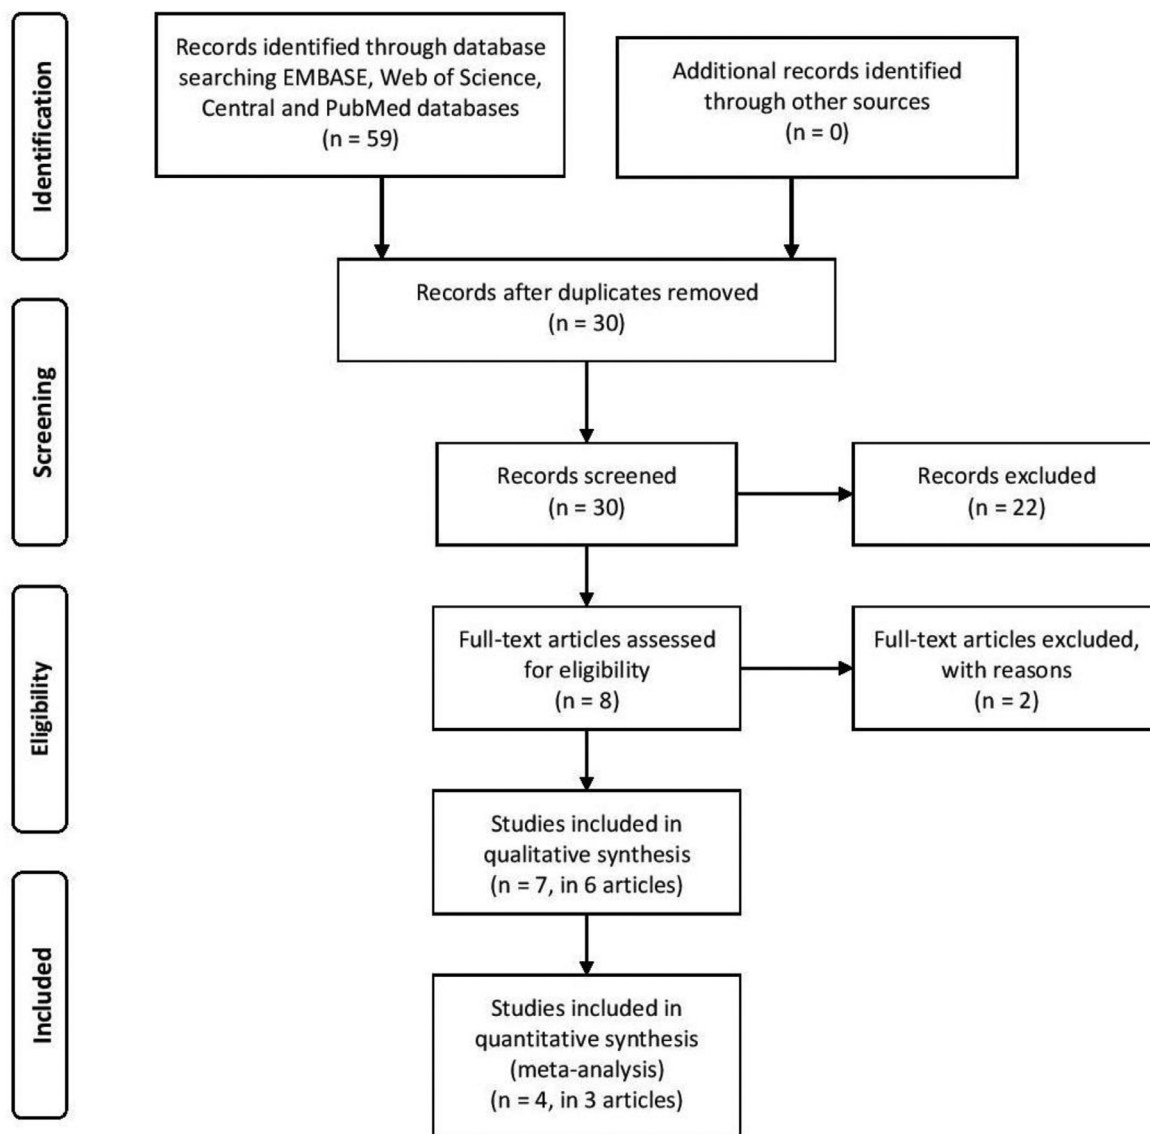 Identification
Records identified through database
searching EMBASE, Web of Science,
Central and PubMed databases
(n = 59)
Additional records identified
through other sources
(n = 0)
Records after duplicates removed
(n = 30)
Screening
Records screened
(n = 30)
Records excluded
(n = 22)
Eligibility
Full-text articles assessed
for eligibility
(n = 8)
Full-text articles excluded,
with reasons
(n = 2)
Studies included in
qualitative synthesis
(n = 7, in 6 articles)
Included
Studies included in
quantitative synthesis
(meta-analysis)
(n = 4, in 3 articles)